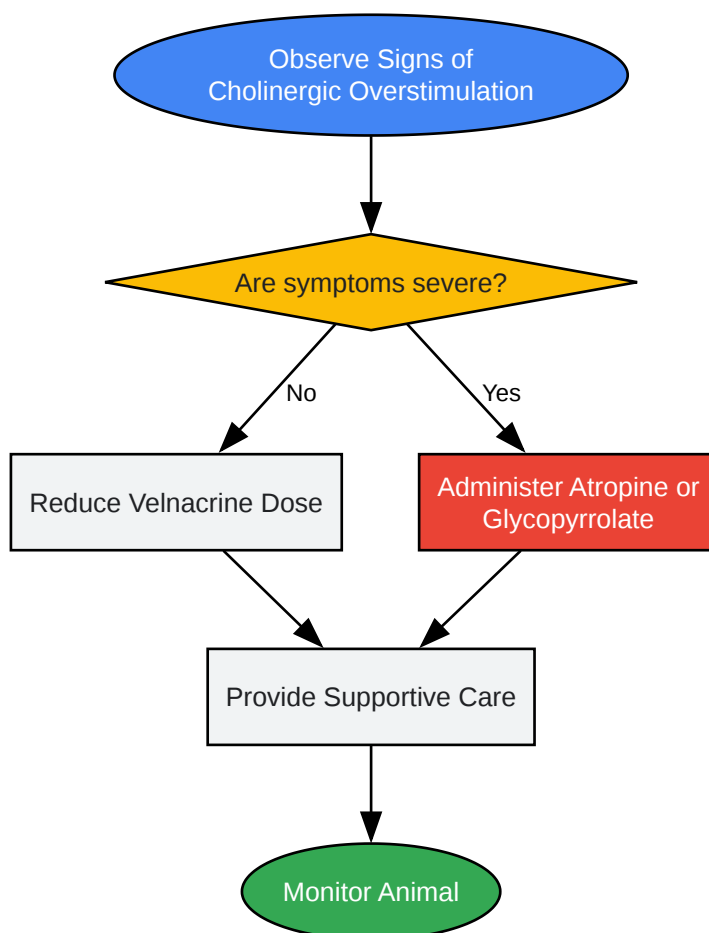 Observe Signs of
Cholinergic Overstimulation
Are symptoms severe?
No
Yes
Reduce Velnacrine Dose
Administer Atropine or
Glycopyrrolate
Provide Supportive Care
Monitor Animal